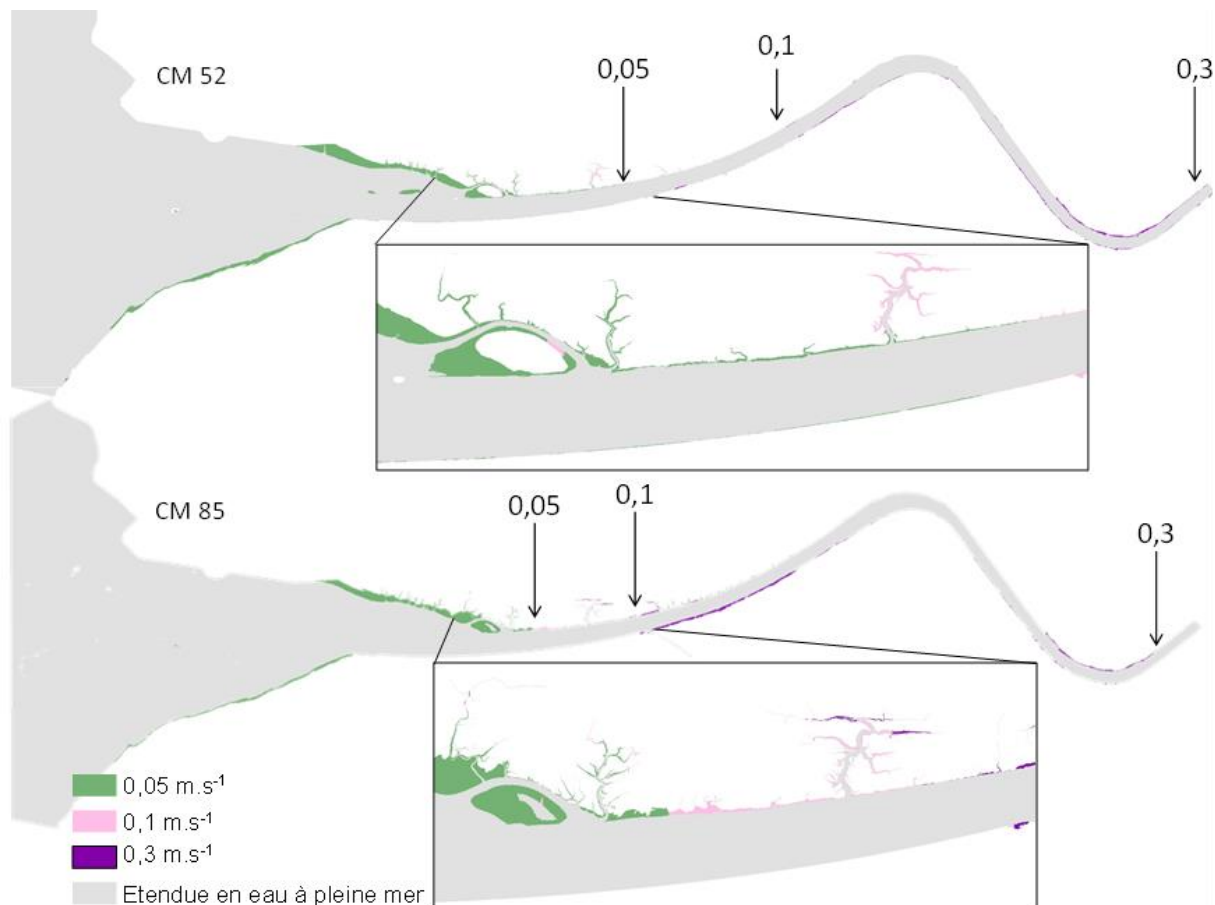 CM 52
0,05
0,1
0,3
CM 85
0,05
0,1
0,3
0,05 m.s-1
0,1 m.s-1
0,3 m.s-1
Etendue en eau à pleine mer